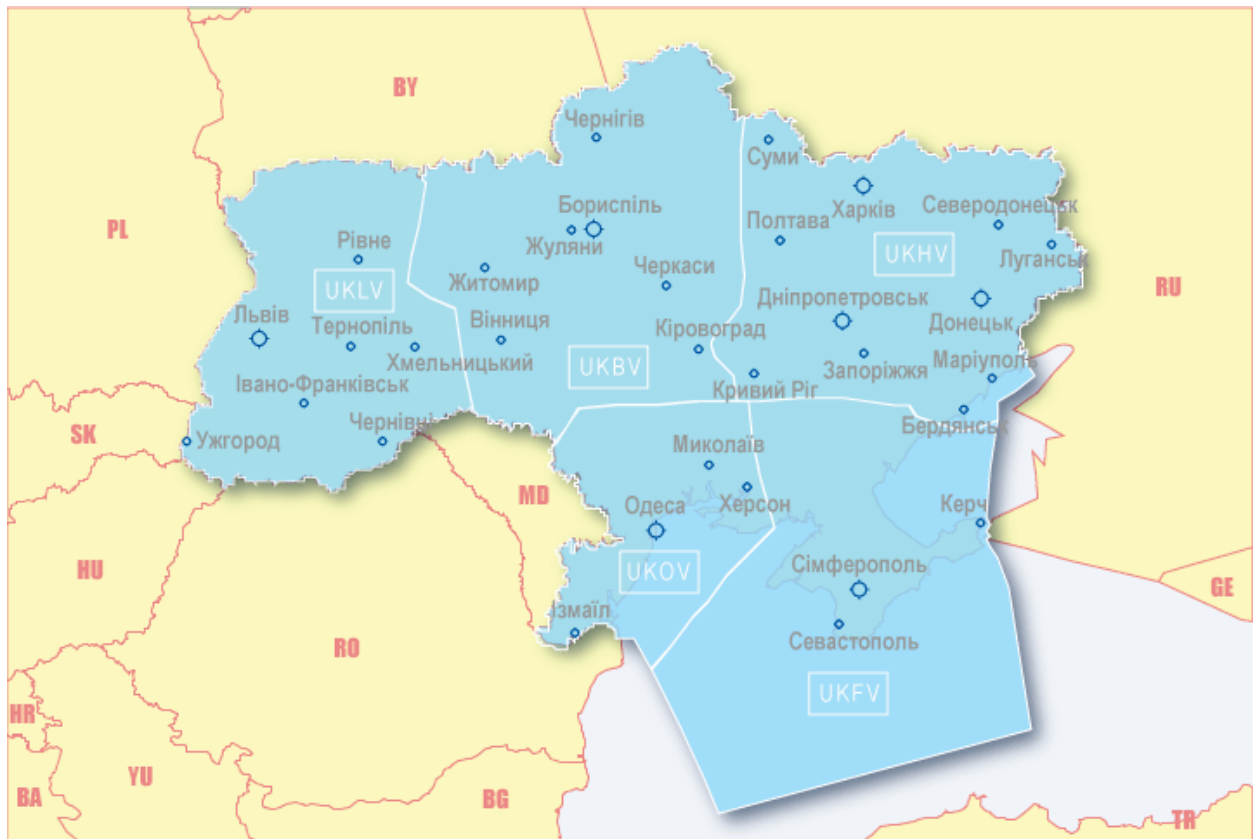 BY
Чернігів
Суми
Харків
PL
Бориспіль
Северодонецьк
Рівне
Жуляни
Полтава
UKHV
Луганськ
UKLV
Житомир
Черкаси
RU
Львів
Дніпропетровськ
Донецьк
Тернопіль
Вінниця
Кіровоград
Хмельницький
UKBV
Запоріжжя
Маріуполь
Івано-Франківськ
Кривий Ріг
SK
Ужгород
Чернівці
Бердянськ
Миколаїв
MD
Одеса
Херсон
Керч
HU
UKOV
Сімферополь
GE
Ізмаїл
RO
Севастополь
UKFV
HR
YU
BA
BG
TR